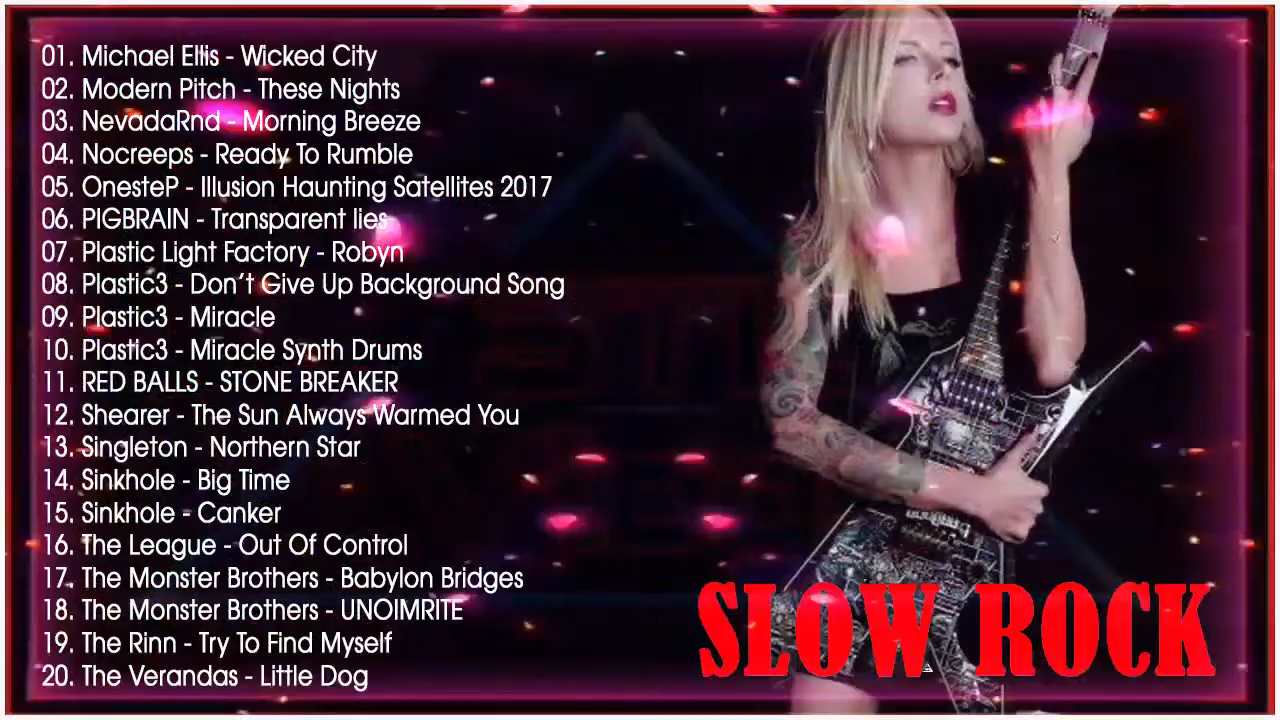 01. Michael Ellis - Wicked City
02. Modern Pitch - These Nights
03. NevadaRnd - Morning Breeze
04. Nocreeps - Ready To Rumble
05. OnesteP - Illusion Haunting Satellites 2017
06. PIGBRAIN - Transparent lies
07. Plastic Light Factory - Robyn
08. Plastic3 - Don't Give Up Background Song
09. Plastic3 - Miracle
10. Plastic3 - Miracle Synth Drums
11. RED BALLS - STONE BREAKER
12. Shearer - The Sun Always Warmed You
13. Singleton - Northern Star
14. Sinkhole - Big Time
15. Sinkhole - Canker
16. The League - Out Of Control
17. The Monster Brothers - Babylon Bridges
18. The Monster Brothers - UNOIMRITE
19. The Rinn - Try To Find Myself
20. The Verandas - Little Dog
SLOW ROCK